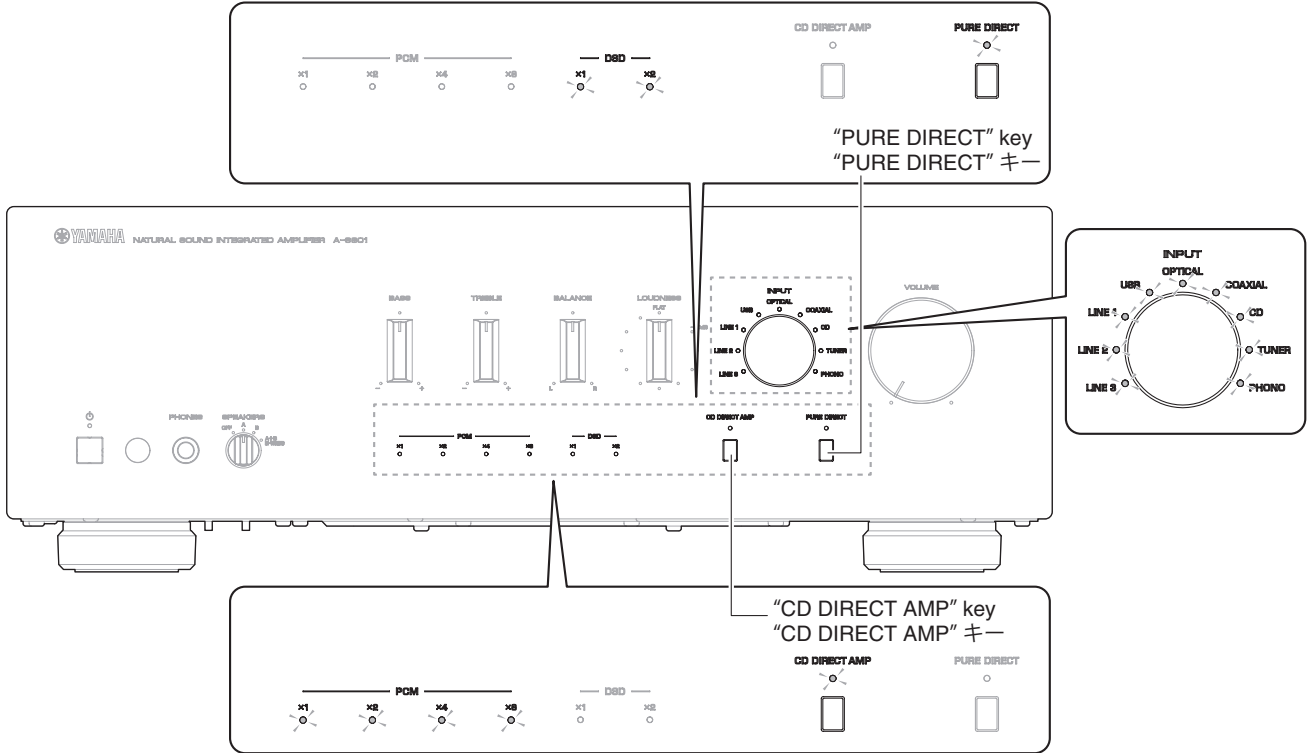 CD DIRECT AMP PURE DIRECT
PCM DSD
×1 ×2 ×4 ×8 ×1 ×2
"PURE DIRECT" key
"PURE DIRECT" キー
YAMAHA NATURAL SOUND INTEGRATED AMPLIFIER A-S801
BASS TREBLE BALANCE LOUDNESS VOLUME
FLAT
- + - + L R
INPUT
OPTICAL
USB COAXIAL
LINE 1 CD
LINE 2 TUNER
LINE 3 PHONO
INPUT
OPTICAL
USB COAXIAL
LINE 1 CD
LINE 2 TUNER
LINE 3 PHONO
PHONES SPEAKERS
OFF A B
CD DIRECT AMP PURE DIRECT
PCM DSD
×1 ×2 ×4 ×8 ×1 ×2
"CD DIRECT AMP" key
"CD DIRECT AMP" キー
CD DIRECT AMP PURE DIRECT
PCM DSD
×1 ×2 ×4 ×8 ×1 ×2